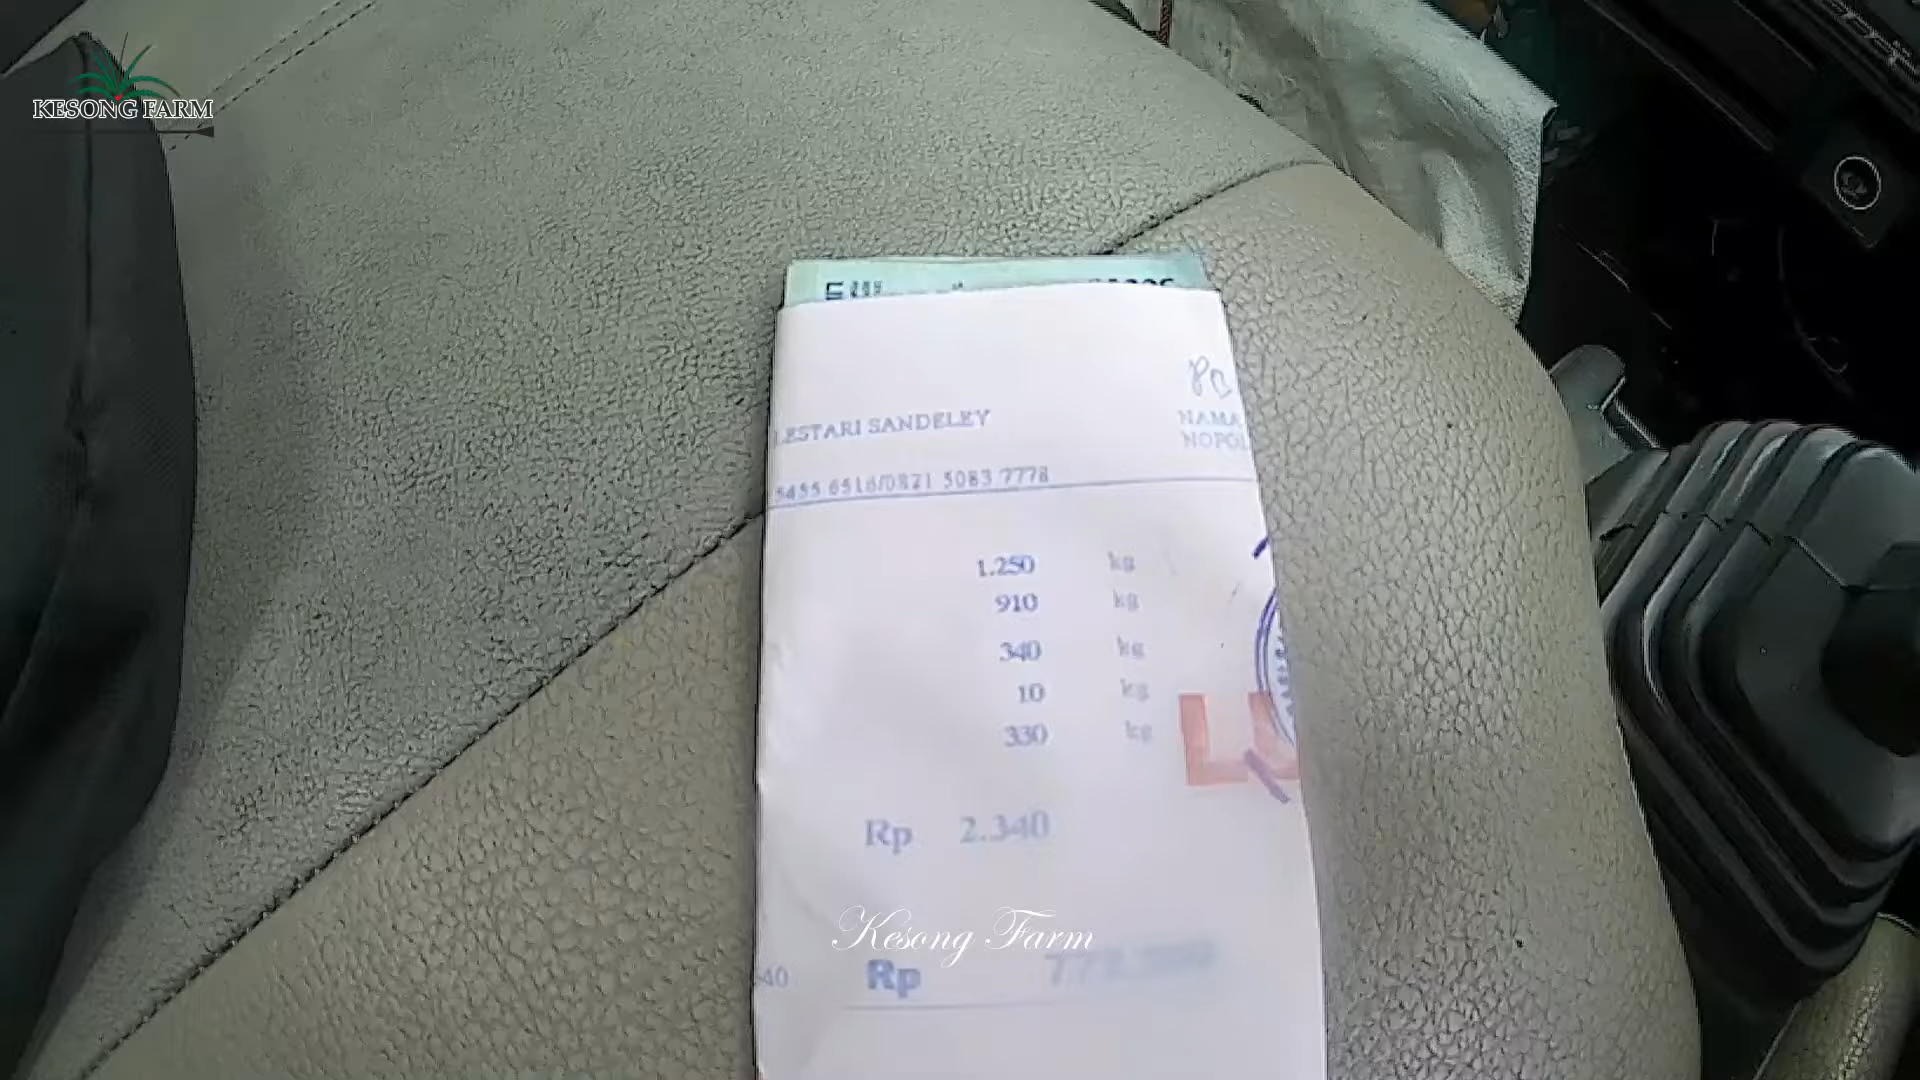 KESONG FARM
LESTARI SANDELEY
NAMA
NOPOL
5455 6516/0821 5083 7778
1.250 kg
910 kg
340 kg
10 kg
330 kg
Rp 2.340
Kesong Farm
Rp